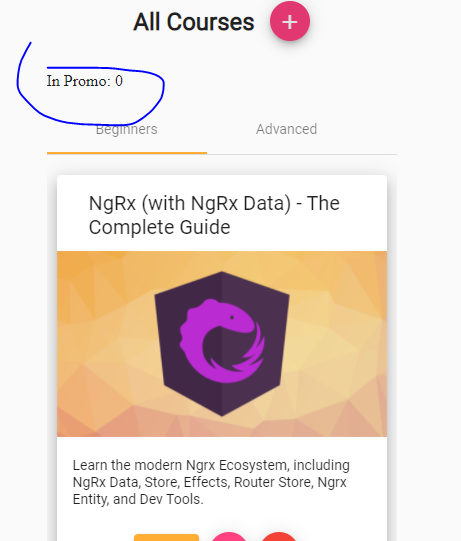 All Courses +
In Promo: 0
Beginners Advanced
NgRx (with NgRx Data) - The
Complete Guide
Learn the modern Ngrx Ecosystem, including
NgRx Data, Store, Effects, Router Store, Ngrx
Entity, and Dev Tools.